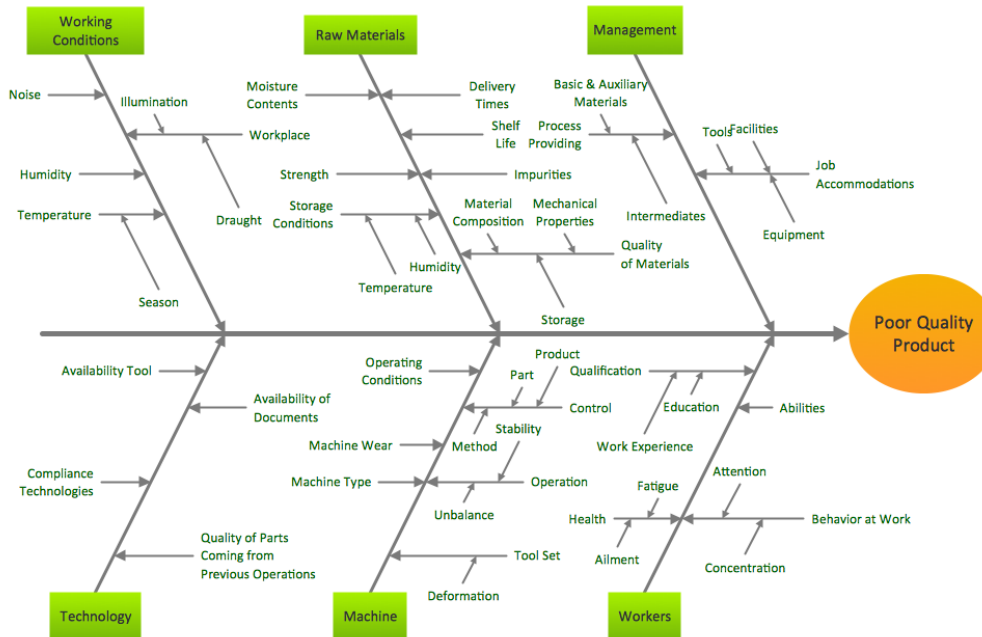 Working
Conditions
Raw Materials
Management
Noise
Illumination
Workplace
Humidity
Temperature
Draught
Season
Moisture
Contents
Delivery
Times
Shelf
Life
Strength
Impurities
Storage
Conditions
Humidity
Temperature
Material
Composition
Mechanical
Properties
Quality
of Materials
Storage
Basic & Auxiliary
Materials
Process
Providing
Intermediates
Tools
Facilities
Job
Accommodations
Equipment
Poor Quality
Product
Availability Tool
Availability of
Documents
Compliance
Technologies
Quality of Parts
Coming from
Previous Operations
Operating
Conditions
Product
Part
Control
Method
Stability
Machine Wear
Machine Type
Operation
Unbalance
Tool Set
Deformation
Qualification
Education
Work Experience
Abilities
Attention
Fatigue
Health
Ailment
Behavior at Work
Concentration
Technology
Machine
Workers